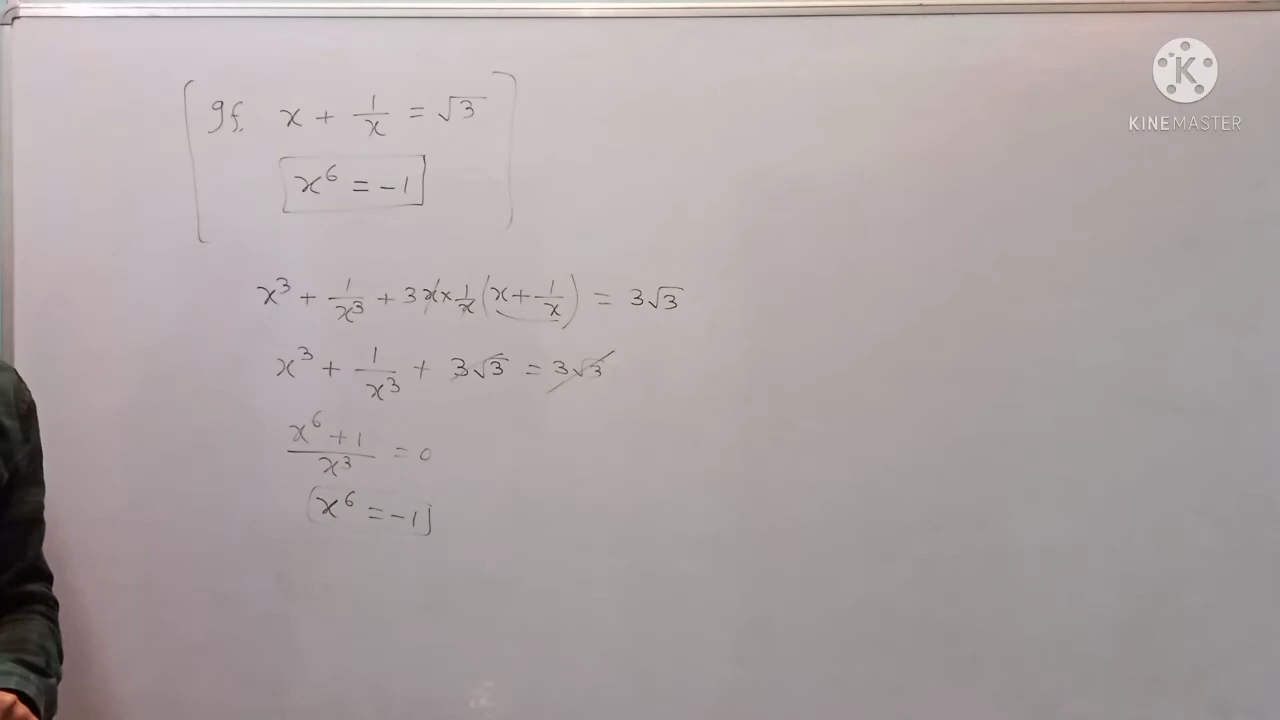 If x + 1/x = √3
x⁶ = -1
K
KINEMASTER
x³ + 1/x³ + 3x×1/x(x + 1/x) = 3√3
x³ + 1/x³ + 3√3 = 3√3
(x⁶ + 1)/x³ = 0
(x⁶ = -1]